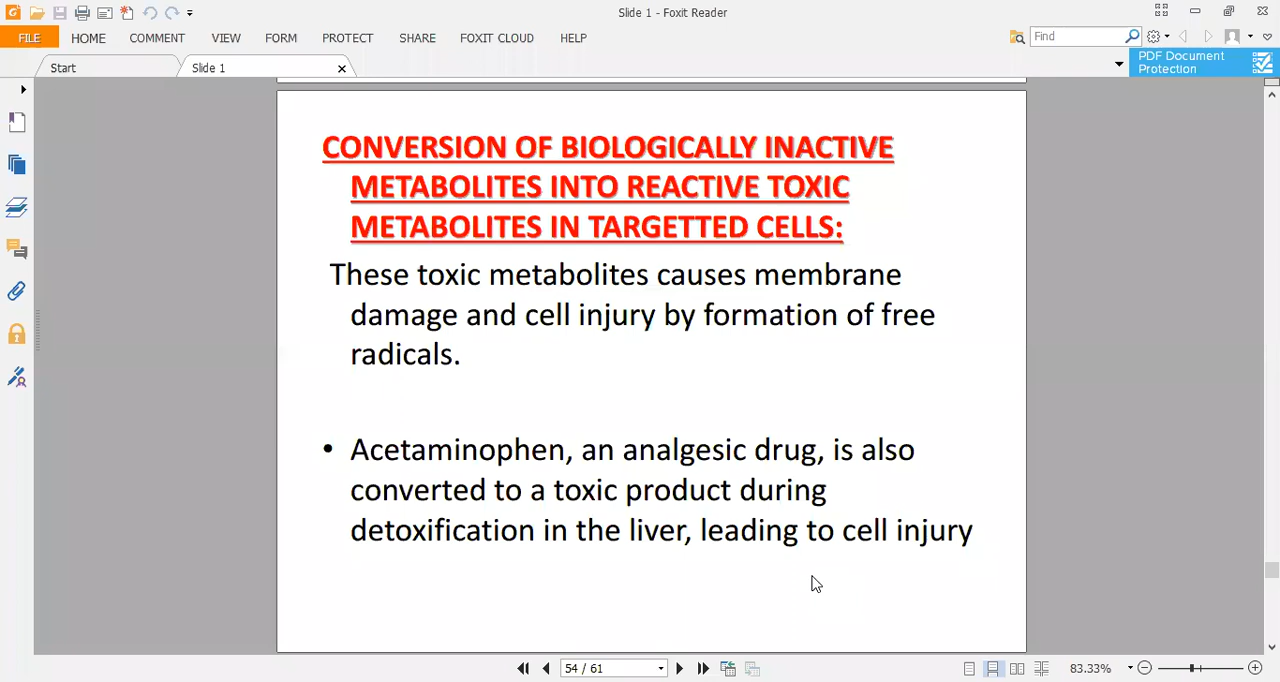 Slide 1 - Foxit Reader
FILE HOME COMMENT VIEW FORM PROTECT SHARE FOXIT CLOUD HELP
Find
Start
Slide 1
PDF Document
Protection
CONVERSION OF BIOLOGICALLY INACTIVE
METABOLITES INTO REACTIVE TOXIC
METABOLITES IN TARGETTED CELLS:
These toxic metabolites causes membrane
damage and cell injury by formation of free
radicals.
• Acetaminophen, an analgesic drug, is also
converted to a toxic product during
detoxification in the liver, leading to cell injury
54 / 61
83.33%